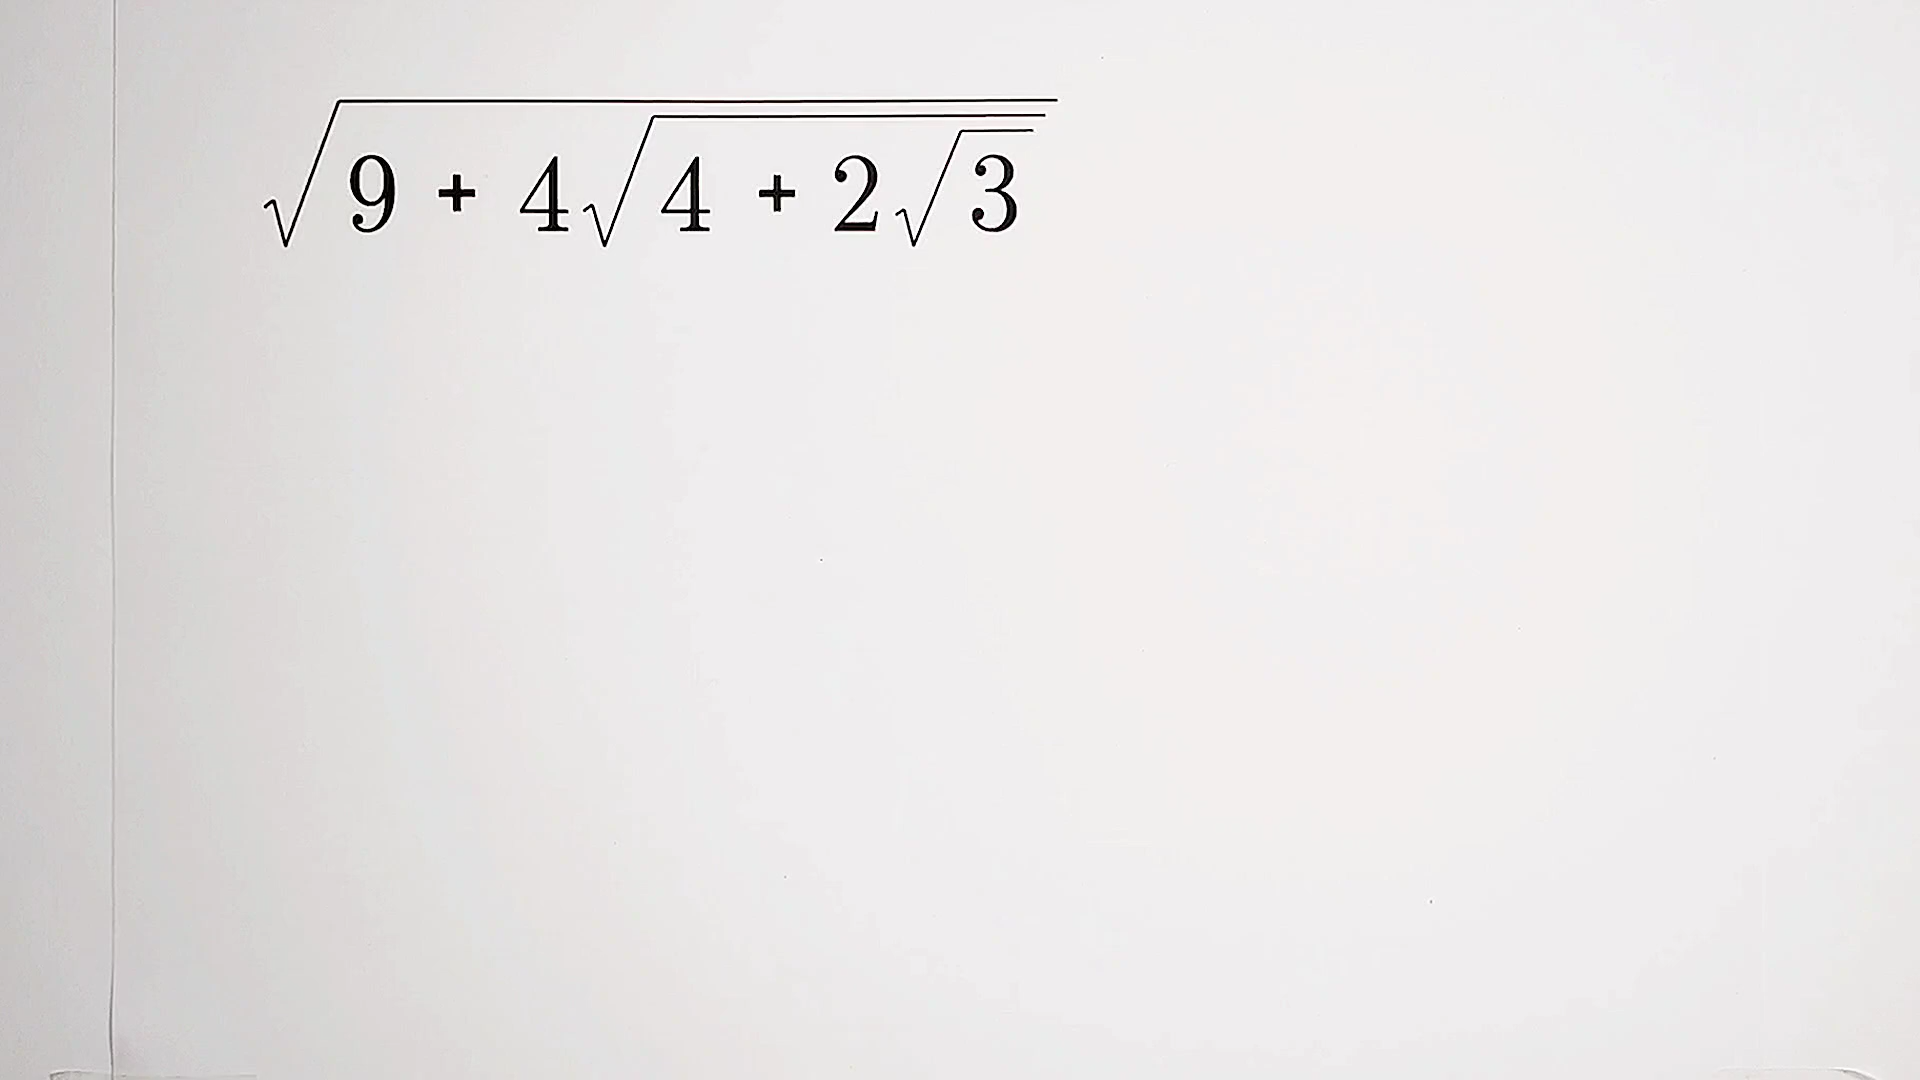 √(9 + 4√(4 + 2√3))